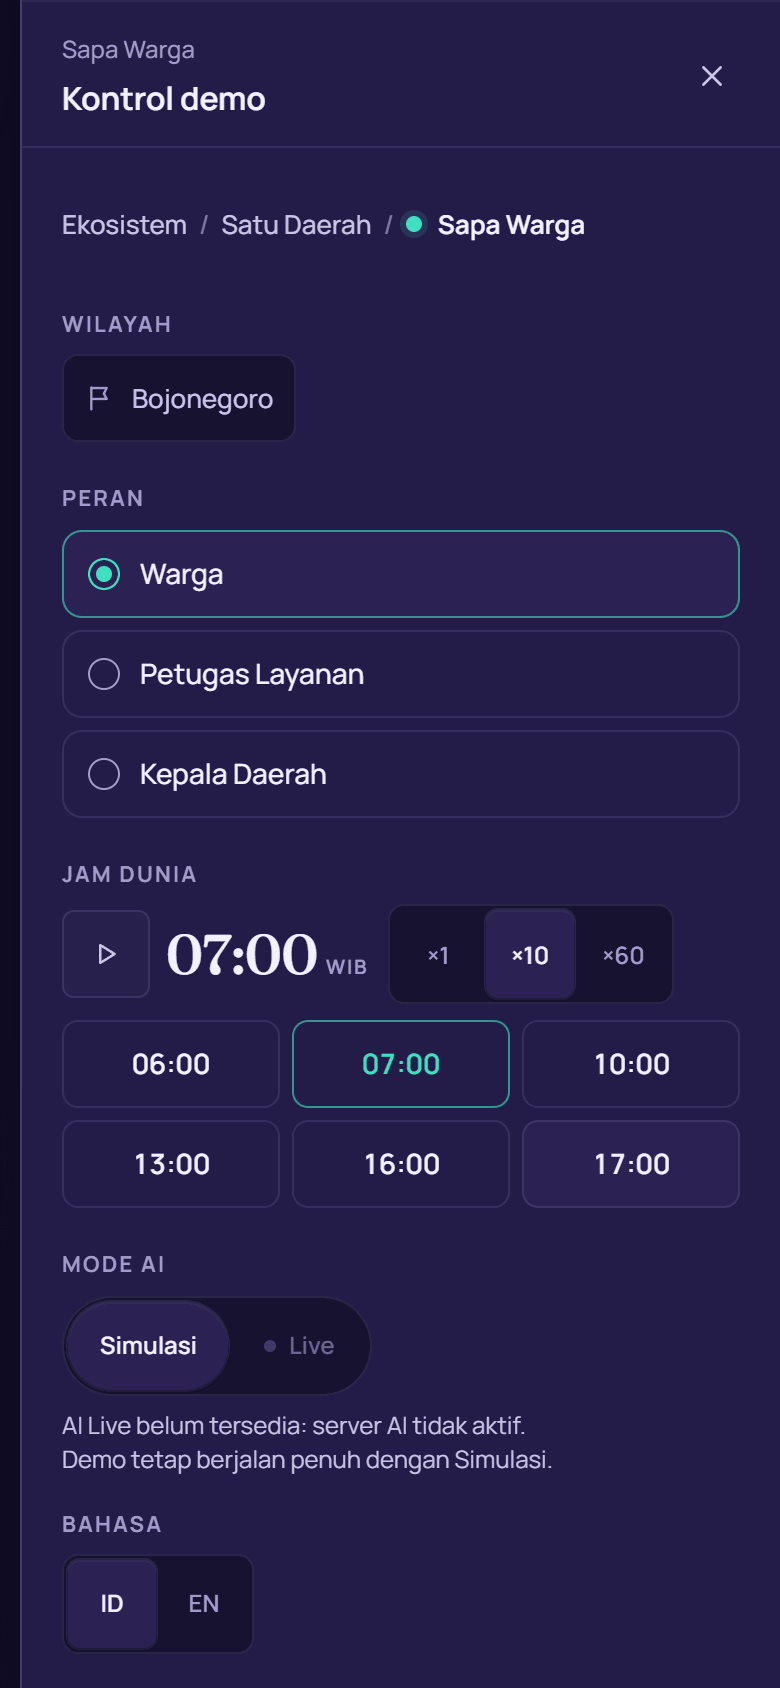 Sapa Warga
Kontrol demo
Ekosistem / Satu Daerah / Sapa Warga
WILAYAH
Bojonegoro
PERAN
Warga
Petugas Layanan
Kepala Daerah
JAM DUNIA
07:00 WIB ×1 ×10 ×60
06:00 07:00 10:00
13:00 16:00 17:00
MODE AI
Simulasi Live
AI Live belum tersedia: server AI tidak aktif.
Demo tetap berjalan penuh dengan Simulasi.
BAHASA
ID EN